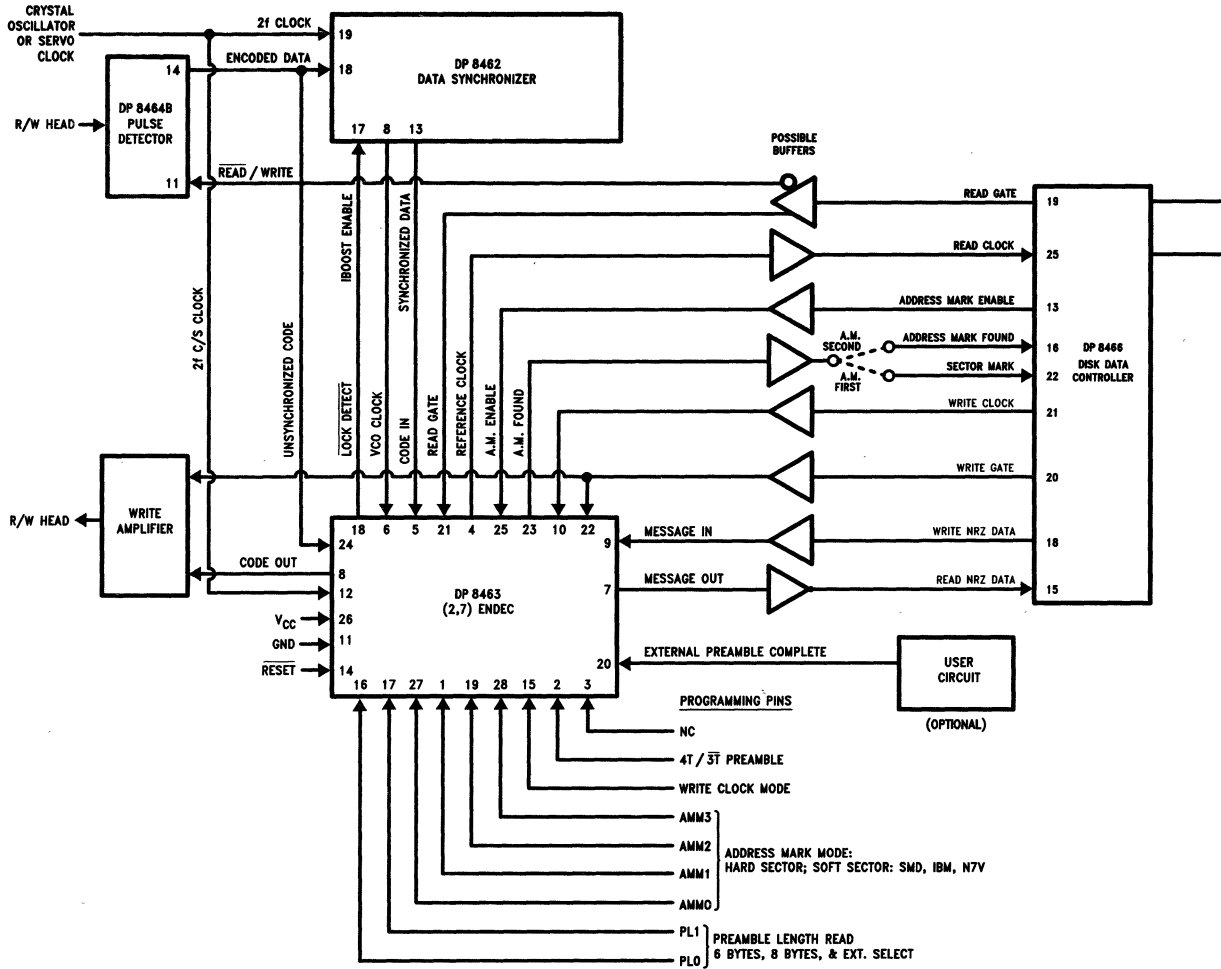 CRYSTAL
OSCILLATOR
OR SERVO
CLOCK
2f CLOCK
19
ENCODED DATA
18
DP 8462
DATA SYNCHRONIZER
17 8 13
14
DP 8464B
PULSE
DETECTOR
11
R/W HEAD
READ / WRITE
POSSIBLE
BUFFERS
READ GATE
19
READ CLOCK
25
ADDRESS MARK ENABLE
13
A.M.
SECOND
ADDRESS MARK FOUND
16
A.M.
FIRST
SECTOR MARK
22
DP 8466
DISK DATA
CONTROLLER
WRITE CLOCK
21
WRITE GATE
20
WRITE NRZ DATA
18
READ NRZ DATA
15
2f C/S CLOCK
UNSYNCHRONIZED CODE
IBOOST ENABLE
LOCK DETECT
VCO CLOCK
SYNCHRONIZED DATA
CODE IN
READ GATE
REFERENCE CLOCK
A.M. ENABLE
A.M. FOUND
WRITE
AMPLIFIER
R/W HEAD
CODE OUT
VCC
GND
RESET
18 6 5 21 4 25 23 10 22
24
8
12
26
11
14
9
7
20
DP 8463
(2,7) ENDEC
16 17 27 1 19 28 15 2 3
MESSAGE IN
MESSAGE OUT
EXTERNAL PREAMBLE COMPLETE
USER
CIRCUIT
(OPTIONAL)
PROGRAMMING PINS
NC
4T / 3T PREAMBLE
WRITE CLOCK MODE
AMM3
AMM2
AMM1
AMM0
ADDRESS MARK MODE:
HARD SECTOR; SOFT SECTOR: SMD, IBM, N7V
PL1
PL0
PREAMBLE LENGTH READ
6 BYTES, 8 BYTES, & EXT. SELECT